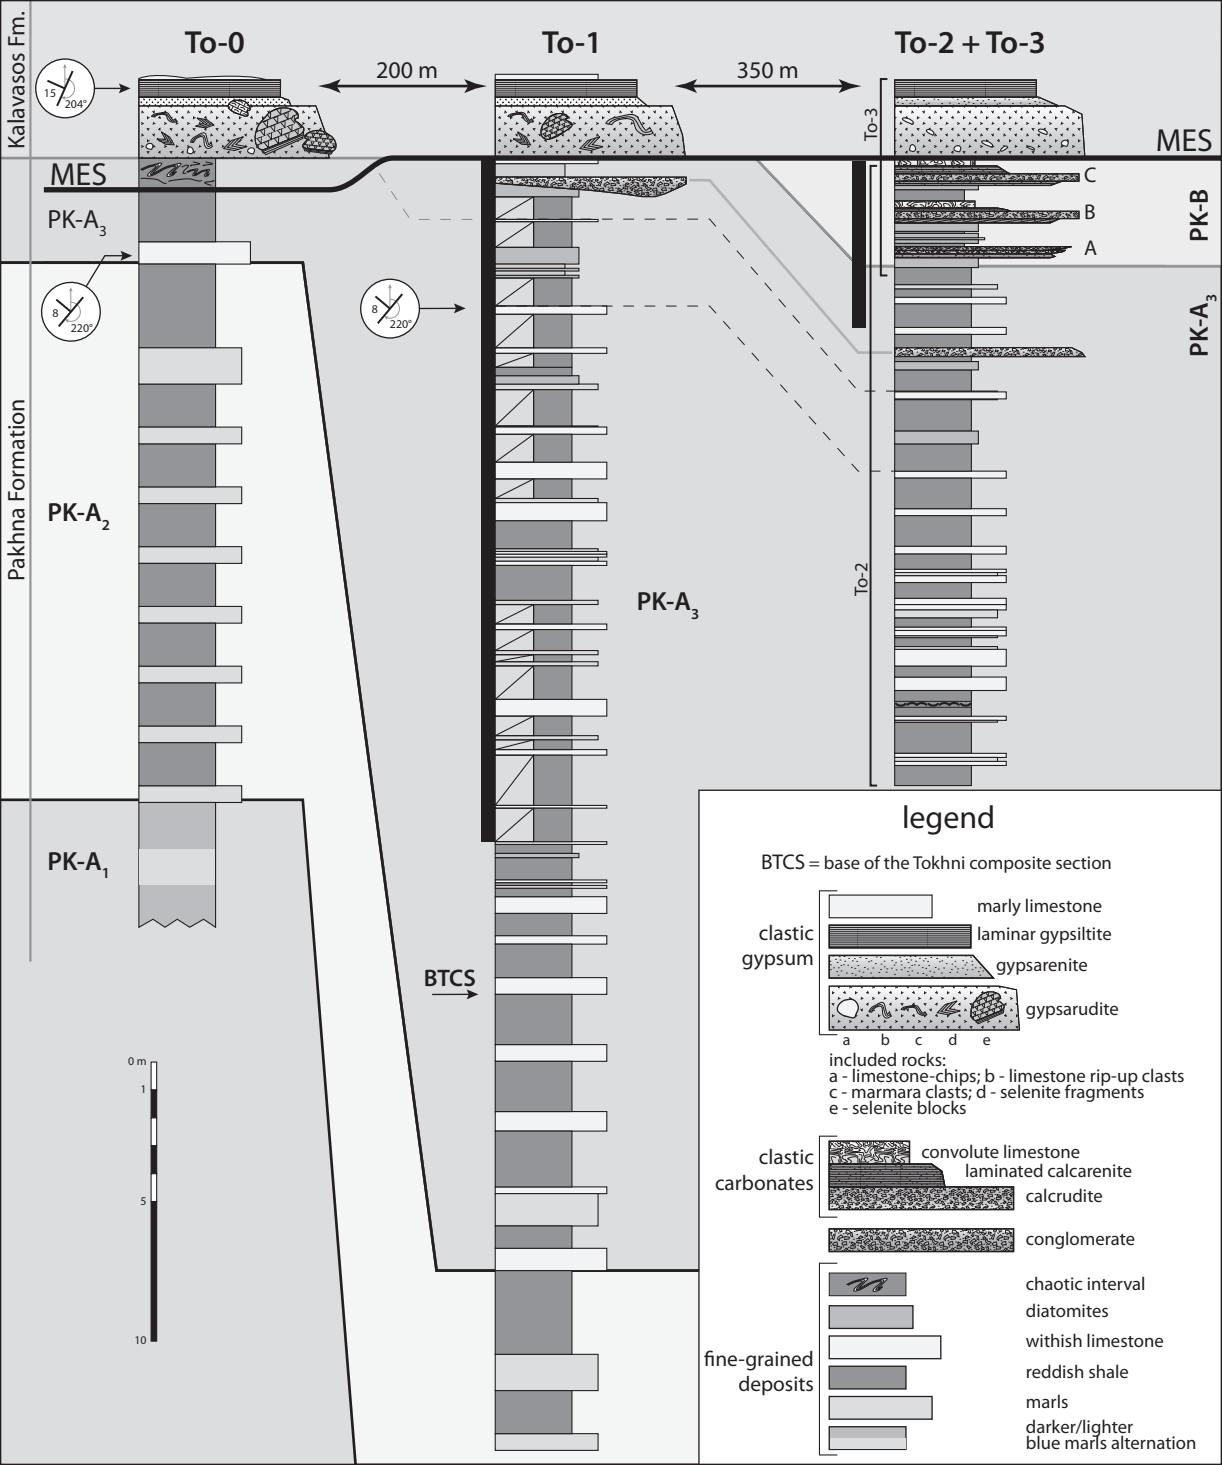 To-0
To-1
To-2 + To-3
200 m
350 m
Kalavasos Fm.
Pakhna Formation
15
204°
MES
MES
To-3
To-2
PK-A3
8
220°
8
220°
C
B
A
PK-B
PK-A3
PK-A2
PK-A3
PK-A1
BTCS
0 m
1
5
10
legend
BTCS = base of the Tokhni composite section
clastic
gypsum
marly limestone
laminar gypsiltite
gypsarenite
gypsarudite
a b c d e
included rocks:
a - limestone-chips; b - limestone rip-up clasts
c - marmara clasts; d - selenite fragments
e - selenite blocks
clastic
carbonates
convolute limestone
laminated calcarenite
calcrudite
conglomerate
fine-grained
deposits
chaotic interval
diatomites
withish limestone
reddish shale
marls
darker/lighter
blue marls alternation